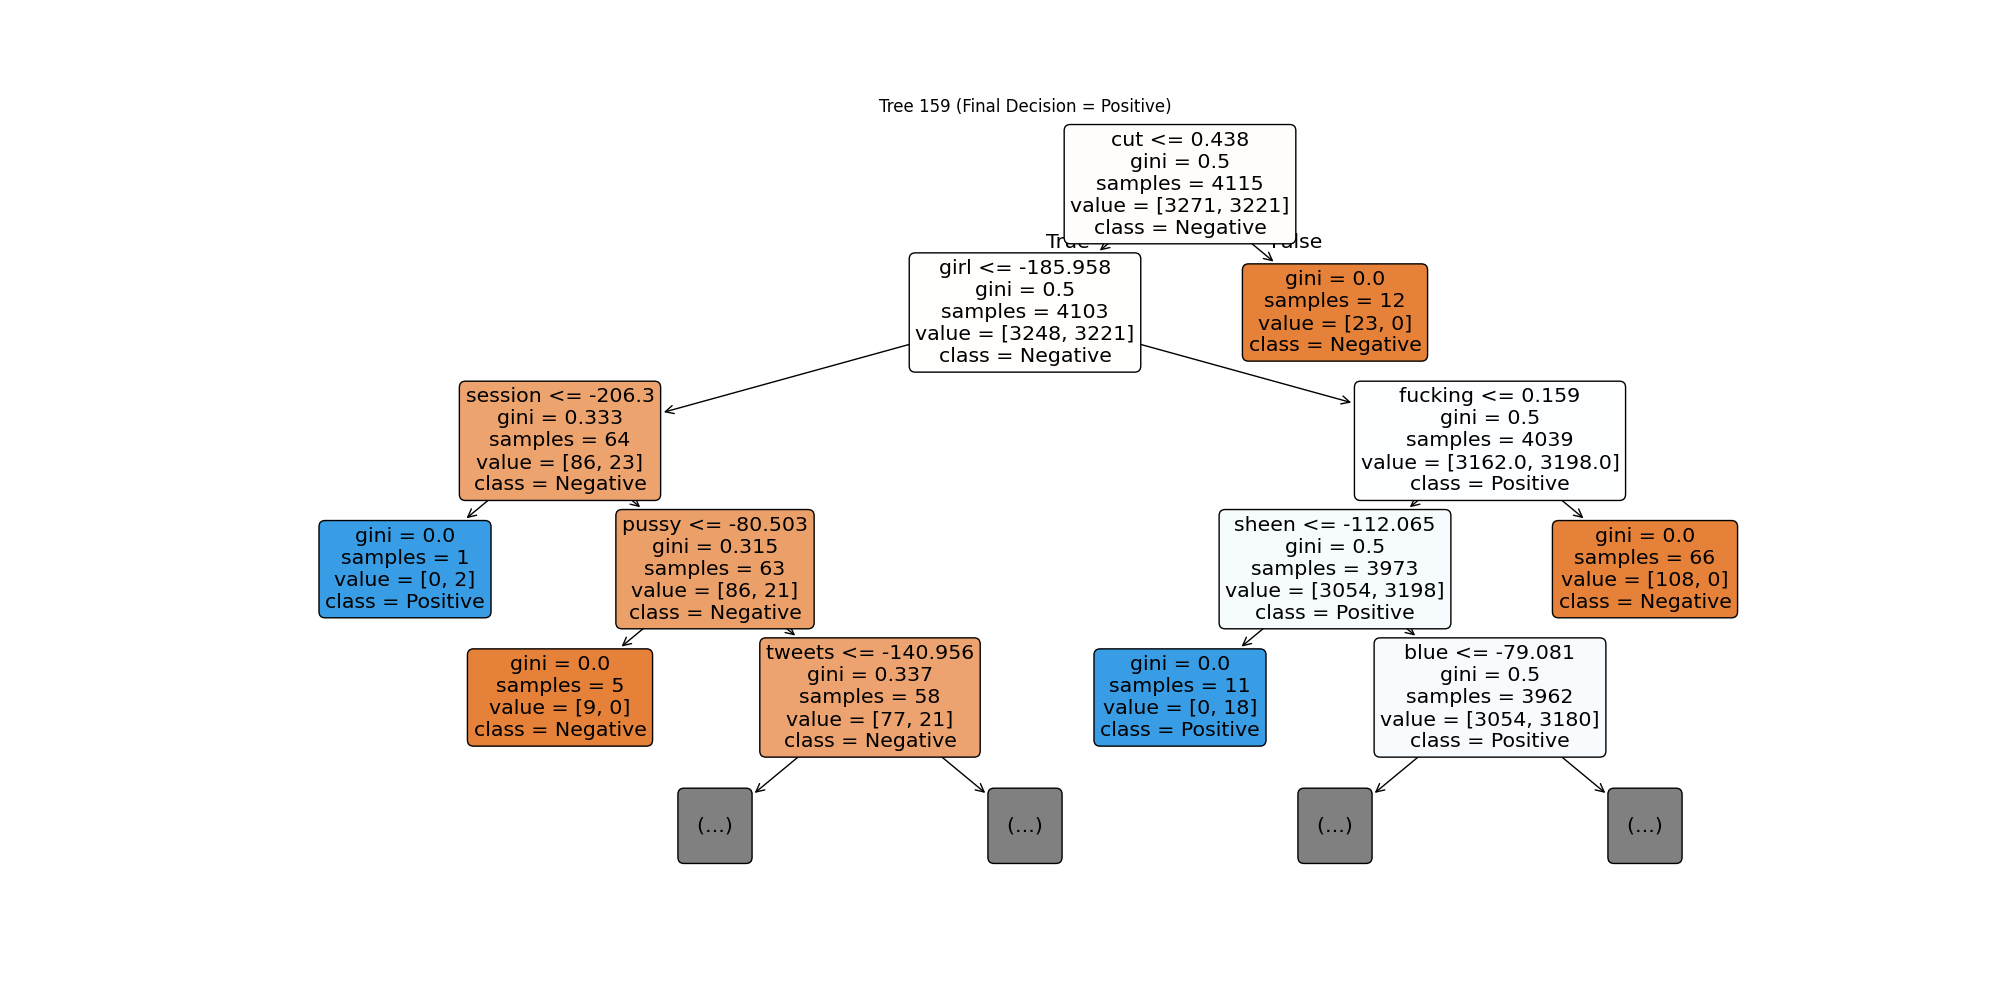 Tree 159 (Final Decision = Positive)
cut <= 0.438
gini = 0.5
samples = 4115
value = [3271, 3221]
class = Negative
True
False
girl <= -185.958
gini = 0.5
samples = 4103
value = [3248, 3221]
class = Negative
gini = 0.0
samples = 12
value = [23, 0]
class = Negative
session <= -206.3
gini = 0.333
samples = 64
value = [86, 23]
class = Negative
fucking <= 0.159
gini = 0.5
samples = 4039
value = [3162.0, 3198.0]
class = Positive
gini = 0.0
samples = 1
value = [0, 2]
class = Positive
pussy <= -80.503
gini = 0.315
samples = 63
value = [86, 21]
class = Negative
sheen <= -112.065
gini = 0.5
samples = 3973
value = [3054, 3198]
class = Positive
gini = 0.0
samples = 66
value = [108, 0]
class = Negative
gini = 0.0
samples = 5
value = [9, 0]
class = Negative
tweets <= -140.956
gini = 0.337
samples = 58
value = [77, 21]
class = Negative
gini = 0.0
samples = 11
value = [0, 18]
class = Positive
blue <= -79.081
gini = 0.5
samples = 3962
value = [3054, 3180]
class = Positive
(...)
(...)
(...)
(...)